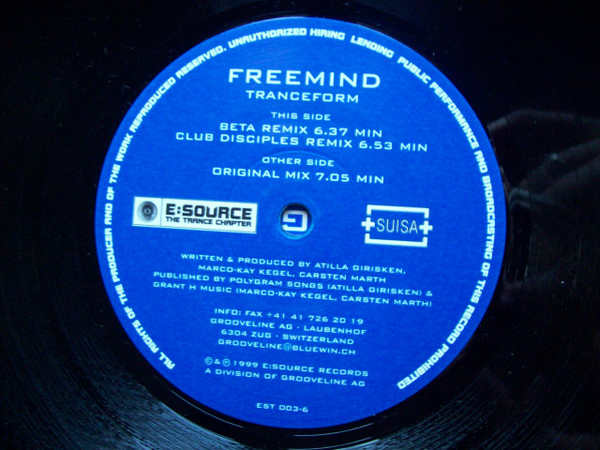 ALL RIGHTS OF THE PRODUCER AND OF THE WORK REPRODUCED RESERVED. UNAUTHORIZED HIRING LENDING PUBLIC PERFORMANCE AND BROADCASTING OF THIS RECORD PROHIBITED
FREEMIND
TRANCEFORM
THIS SIDE
BETA REMIX 6.37 MIN
CLUB DISCIPLES REMIX 6.53 MIN
OTHER SIDE
ORIGINAL MIX 7.05 MIN
E:SOURCE
THE TRANCE CHAPTER
SUISA
WRITTEN & PRODUCED BY ATILLA GIRISKEN,
MARCO-KAY KEGEL, CARSTEN MARTH
PUBLISHED BY POLYGRAM SONGS (ATILLA GIRISKEN) &
GRANT H MUSIC (MARCO-KAY KEGEL, CARSTEN MARTH)
INFO: FAX +41 41 726 20 19
GROOVELINE AG - LAUBENHOF
6304 ZUG - SWITZERLAND
GROOVELINE@BLUEWIN.CH
©&℗ 1999 E:SOURCE RECORDS
A DIVISION OF GROOVELINE AG
EST 003-6